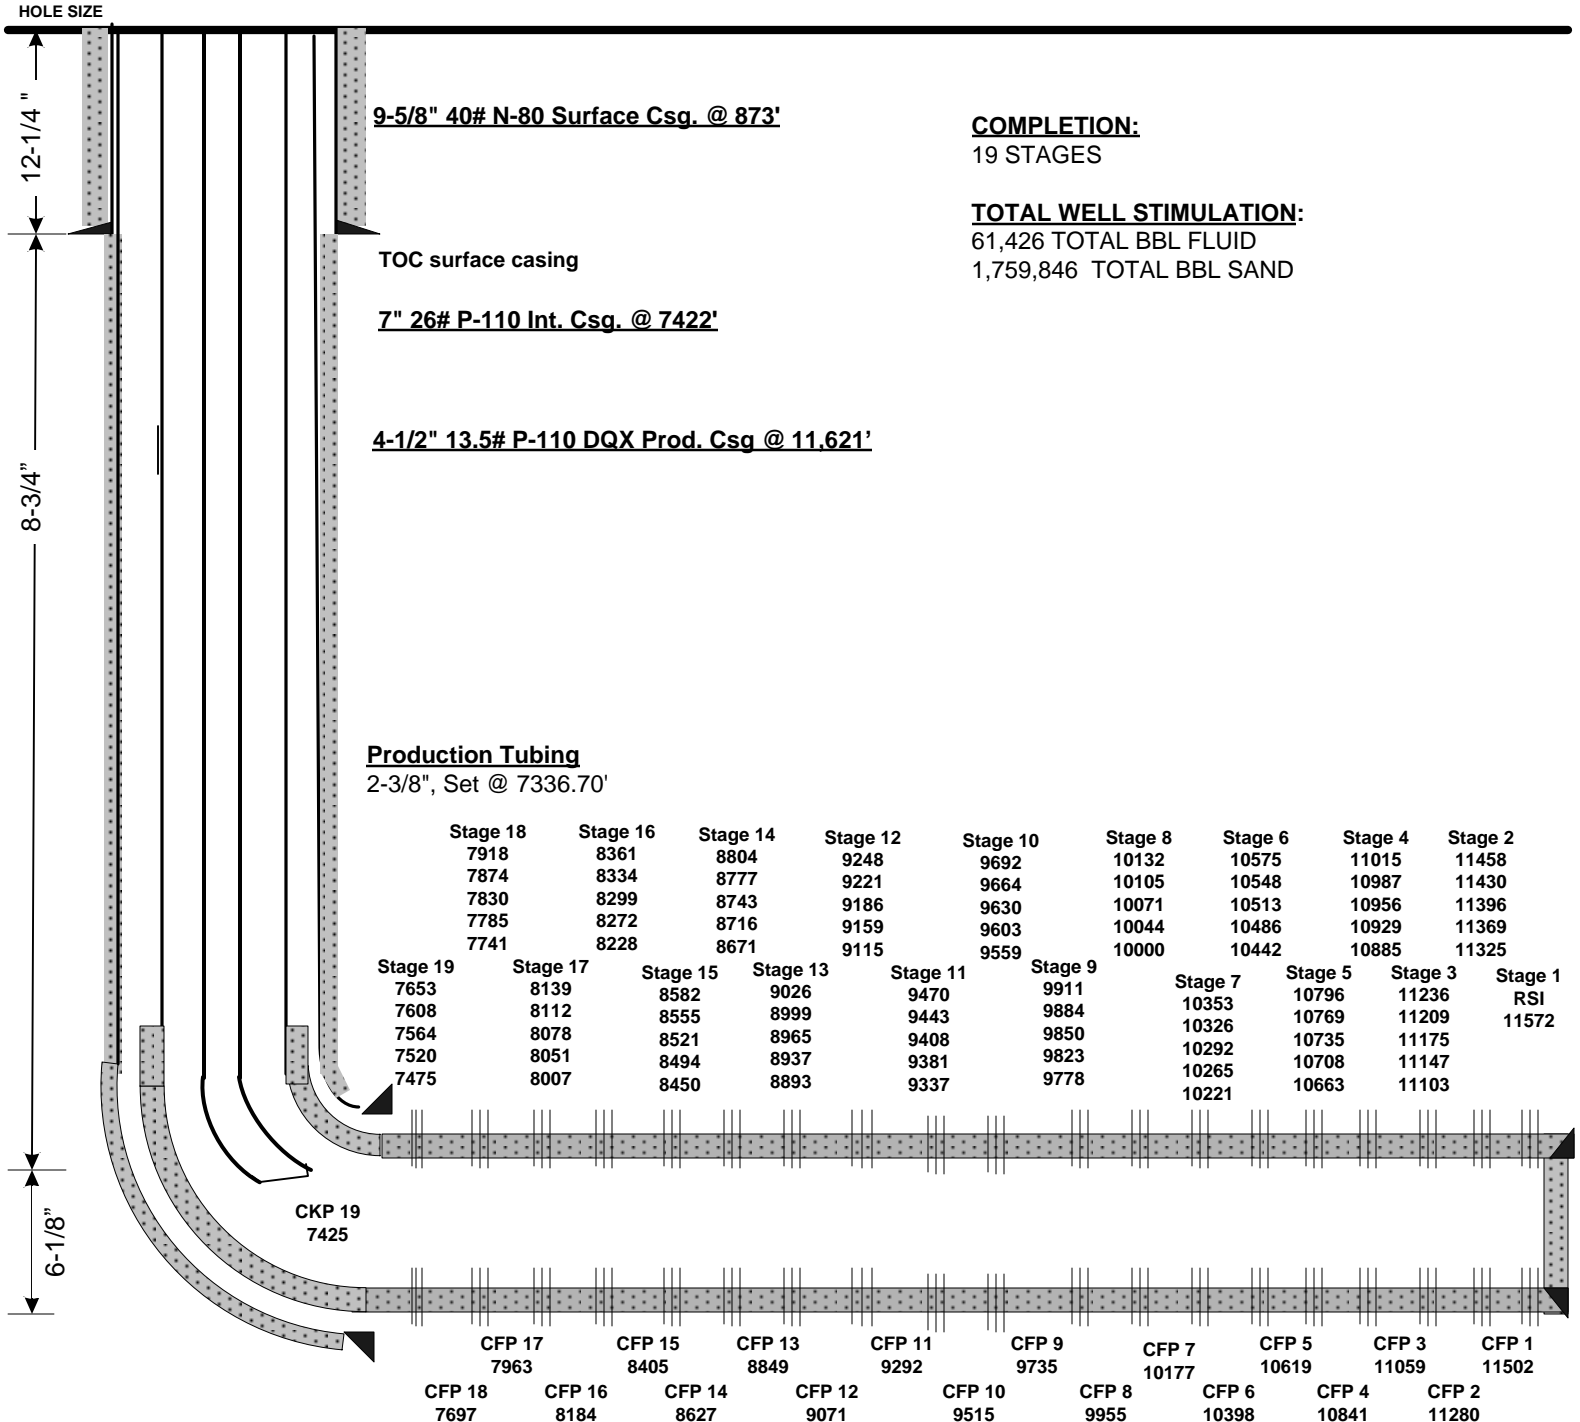 HOLE SIZE
12-1/4 "
9-5/8" 40# N-80 Surface Csg. @ 873'
COMPLETION:
19 STAGES
TOTAL WELL STIMULATION:
61,426 TOTAL BBL FLUID
1,759,846 TOTAL BBL SAND
TOC surface casing
7" 26# P-110 Int. Csg. @ 7422'
4-1/2" 13.5# P-110 DQX Prod. Csg @ 11,621’
8-3/4”
Production Tubing
2-3/8", Set @ 7336.70'
Stage 18
7918
7874
7830
7785
7741
Stage 16
8361
8334
8299
8272
8228
Stage 14
8804
8777
8743
8716
8671
Stage 12
9248
9221
9186
9159
9115
Stage 10
9692
9664
9630
9603
9559
Stage 8
10132
10105
10071
10044
10000
Stage 6
10575
10548
10513
10486
10442
Stage 4
11015
10987
10956
10929
10885
Stage 2
11458
11430
11396
11369
11325
Stage 19
7653
7608
7564
7520
7475
Stage 17
8139
8112
8078
8051
8007
Stage 15
8582
8555
8521
8494
8450
Stage 13
9026
8999
8965
8937
8893
Stage 11
9470
9443
9408
9381
9337
Stage 9
9911
9884
9850
9823
9778
Stage 7
10353
10326
10292
10265
10221
Stage 5
10796
10769
10735
10708
10663
Stage 3
11236
11209
11175
11147
11103
Stage 1
RSI
11572
CKP 19
7425
6-1/8”
CFP 17
7963
CFP 15
8405
CFP 13
8849
CFP 11
9292
CFP 9
9735
CFP 7
10177
CFP 5
10619
CFP 3
11059
CFP 1
11502
CFP 18
7697
CFP 16
8184
CFP 14
8627
CFP 12
9071
CFP 10
9515
CFP 8
9955
CFP 6
10398
CFP 4
10841
CFP 2
11280